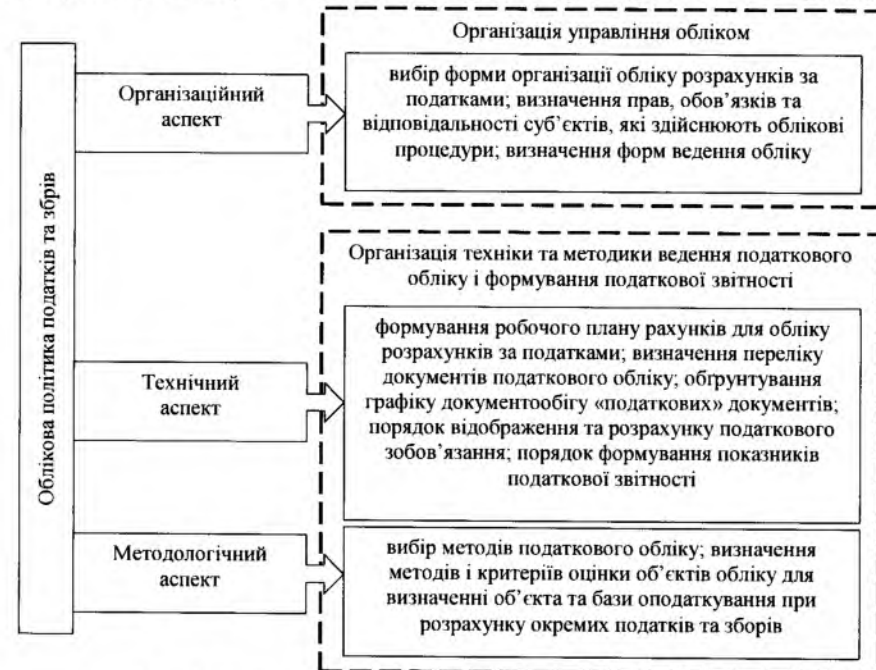 Облікова політика податків та збрів
Організаційний
аспект
Організація управління обліком
вибір форми організації обліку розрахунків за
податками; визначення прав, обов’язків та
відповідальності суб’єктів, які здійснюють облікові
процедури; визначення форм ведення обліку
Організація техніки та методики ведення податкового
обліку і формування податкової звітності
Технічний
аспект
формування робочого плану рахунків для обліку
розрахунків за податками; визначення переліку
документів податкового обліку; обґрунтування
графіку документообігу «податкових» документів;
порядок відображення та розрахунку податкового
зобов’язання; порядок формування показників
податкової звітності
Методологічний
аспект
вибір методів податкового обліку; визначення
методів і критеріїв оцінки об’єктів обліку для
визначенні об’єкта та бази оподаткування при
розрахунку окремих податків та зборів